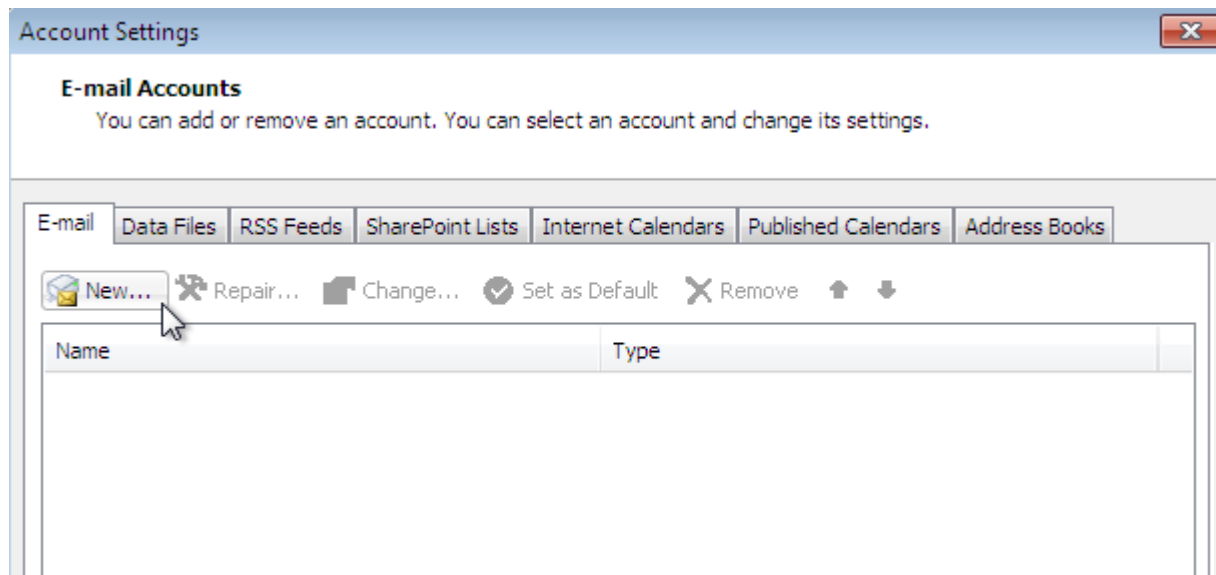 Account Settings
E-mail Accounts
You can add or remove an account. You can select an account and change its settings.
E-mail Data Files RSS Feeds SharePoint Lists Internet Calendars Published Calendars Address Books
New... Repair... Change... Set as Default Remove
Name Type